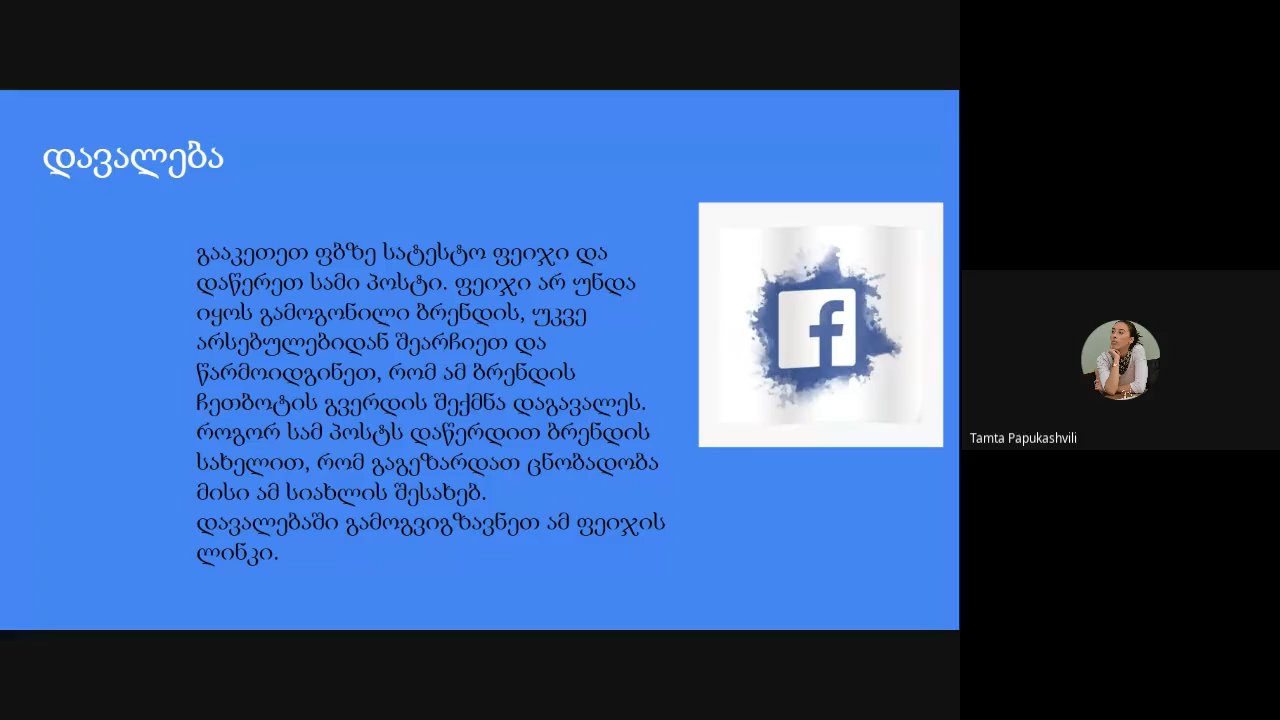 დავალება
გააკეთეთ ფბზე სატესტო ფეიჯი და
დაწერეთ სამი პოსტი. ფეიჯი არ უნდა
იყოს გამოგონილი ბრენდის, უკვე
არსებულებიდან შეარჩიეთ და
წარმოიდგინეთ, რომ ამ ბრენდის
ჩეთბოტის გვერდის შექმნა დაგავალეს.
როგორ სამ პოსტს დაწერდით ბრენდის
სახელით, რომ გაგეზარდათ ცნობადობა
მისი ამ სიახლის შესახებ.
დავალებაში გამოგვიგზავნეთ ამ ფეიჯის
ლინკი.
f
Tamta Papukashvili